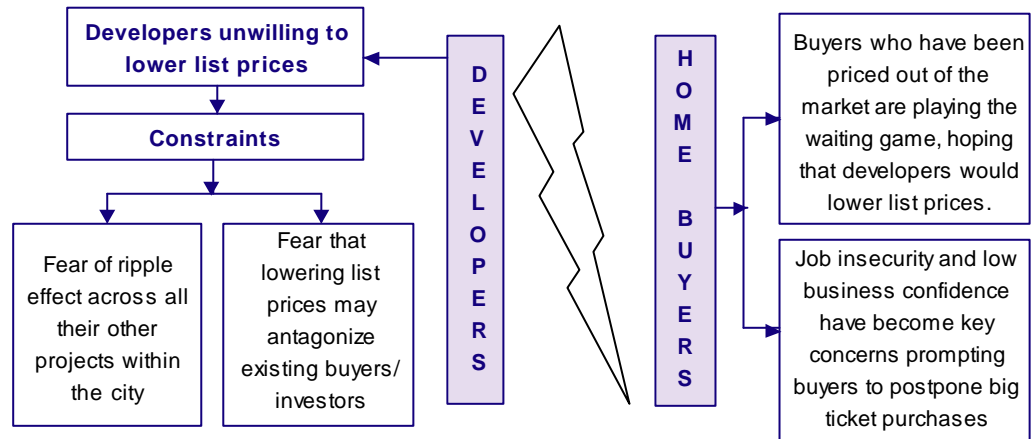 Developers unwilling to
lower list prices
Constraints
Fear of ripple
effect across all
their other
projects within
the city
Fear that
lowering list
prices may
antagonize
existing buyers/
investors
DEVELOPERS
HOME BUYERS
Buyers who have been
priced out of the
market are playing the
waiting game, hoping
that developers would
lower list prices.
Job insecurity and low
business confidence
have become key
concerns prompting
buyers to postpone big
ticket purchases